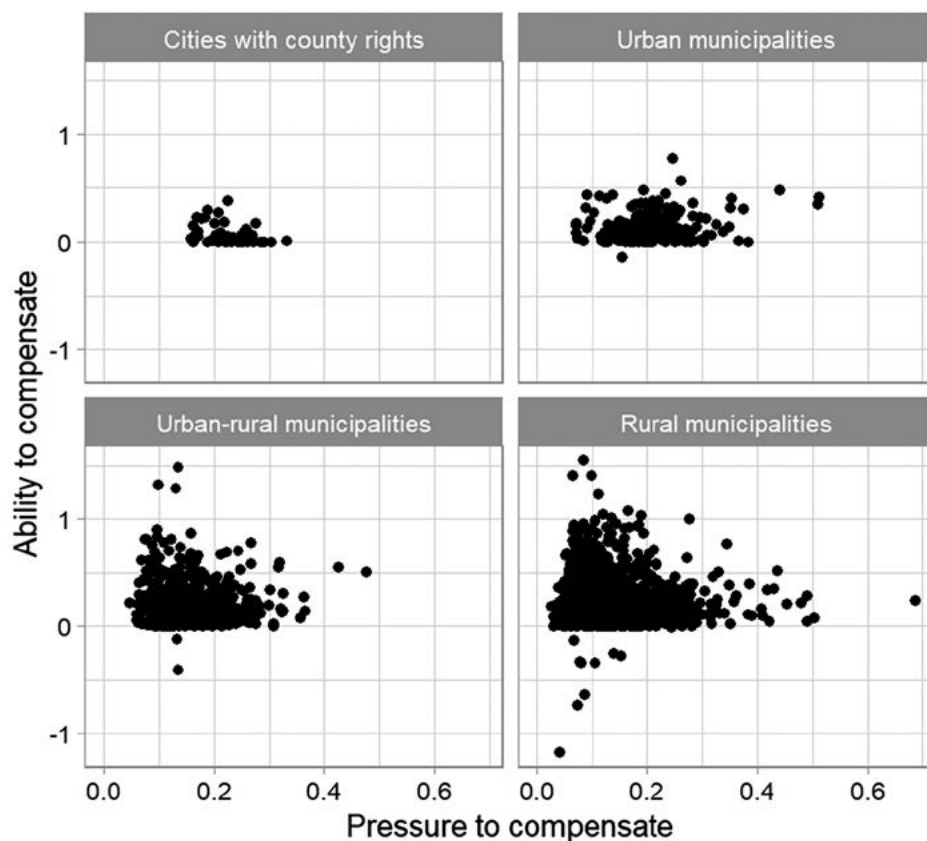 Cities with county rights
Urban municipalities
1
0
-1
Urban-rural municipalities
Rural municipalities
1
0
-1
0.0 0.2 0.4 0.6
0.0 0.2 0.4 0.6
Ability to compensate
Pressure to compensate